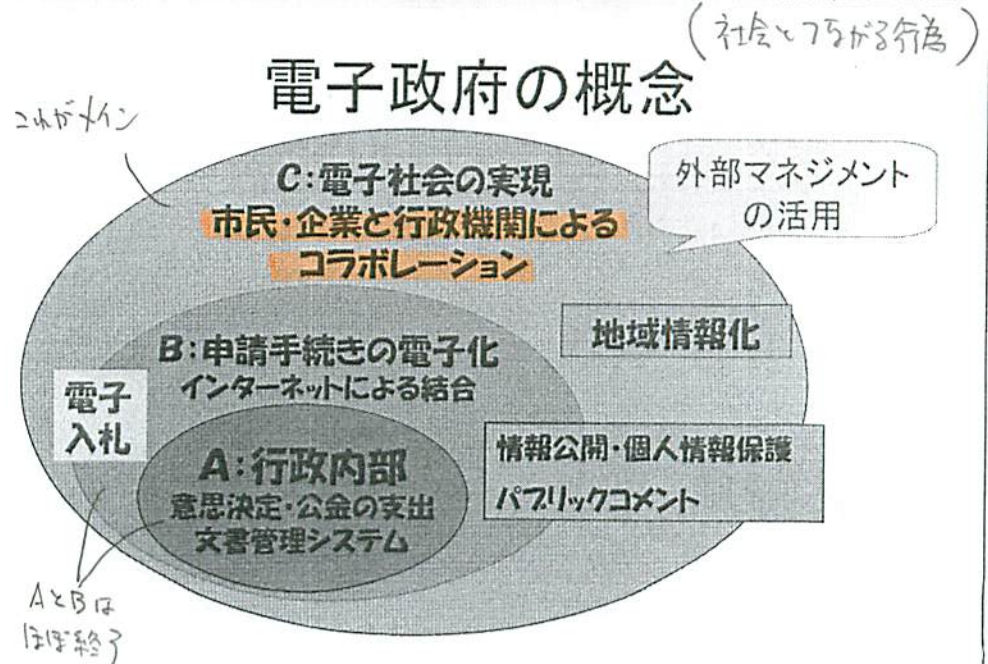 (社会とつながる行為)
電子政府の概念
これがメイン
C:電子社会の実現
市民・企業と行政機関による
コラボレーション
外部マネジメント
の活用
地域情報化
B:申請手続きの電子化
インターネットによる結合
電子
入札
A:行政内部
意思決定・公金の支出
文書管理システム
情報公開・個人情報保護
パブリックコメント
AとBは
ほぼ終了